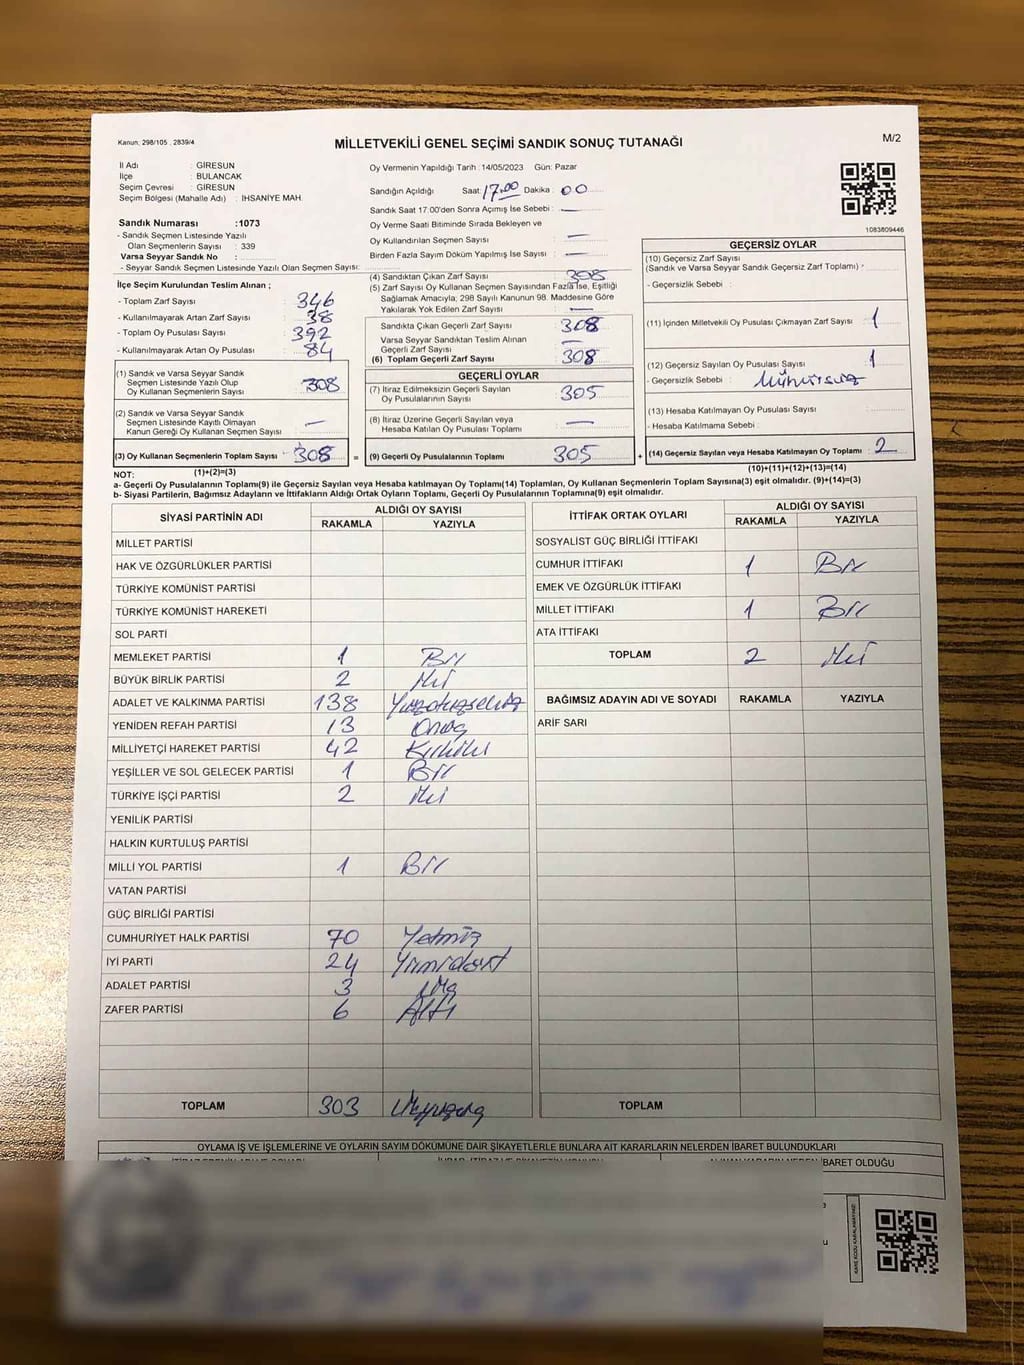 Kanun: 298/105 , 2839/4
MİLLETVEKİLİ GENEL SEÇİMİ SANDIK SONUÇ TUTANAĞI
M/2
İl Adı : GİRESUN
İlçe : BULANCAK
Seçim Çevresi : GİRESUN
Seçim Bölgesi (Mahalle Adı) : IHSANİYE MAH.
Sandık Numarası :1073
- Sandık Seçmen Listesinde Yazılı
Olan Seçmenlerin Sayısı : 339
Varsa Seyyar Sandık No :
- Seyyar Sandık Seçmen Listesinde Yazılı Olan Seçmen Sayısı:
İlçe Seçim Kurulundan Teslim Alınan ;
- Toplam Zarf Sayısı : 346
- Kullanılmayarak Artan Zarf Sayısı : 38
- Toplam Oy Pusulası Sayısı : 392
- Kullanılmayarak Artan Oy Pusulası : 84
(1) Sandık ve Varsa Seyyar Sandık
Seçmen Listesinde Yazılı Olup
Oy Kullanan Seçmenlerin Sayısı : 308
(2) Sandık ve Varsa Seyyar Sandık
Seçmen Listesinde Kayıtlı Olmayan
Kanun Gereği Oy Kullanan Seçmen Sayısı : —
(3) Oy Kullanan Seçmenlerin Toplam Sayısı : 308
(1)+(2)=(3)
Oy Vermenin Yapıldığı Tarih : 14/05/2023 Gün: Pazar
Sandığın Açıldığı Saat : 17.00 Dakika : 00
Sandık Saat 17:00'den Sonra Açımış İse Sebebi : —
Oy Verme Saati Bitiminde Sırada Bekleyen ve
Oy Kullandırılan Seçmen Sayısı : —
Birden Fazla Sayım Döküm Yapılmış İse Sayısı : —
(4) Sandıktan Çıkan Zarf Sayısı : 308
(5) Zarf Sayısı Oy Kullanan Seçmen Sayısından Fazla İse, Eşitliği
Sağlamak Amacıyla; 298 Sayılı Kanunun 98. Maddesine Göre
Yakılarak Yok Edilen Zarf Sayısı : —
Sandıkta Çıkan Geçerli Zarf Sayısı : 308
Varsa Seyyar Sandıktan Teslim Alınan
Geçerli Zarf Sayısı : —
(6) Toplam Geçerli Zarf Sayısı : 308
GEÇERLİ OYLAR
(7) İtiraz Edilmeksizin Geçerli Sayılan
Oy Pusulalarının Sayısı : 305
(8) İtiraz Üzerine Geçerli Sayılan veya
Hesaba Katılan Oy Pusulası Toplamı : —
= (9) Geçerli Oy Pusulalarının Toplamı : 305 +
1083809446
GEÇERSİZ OYLAR
(10) Geçersiz Zarf Sayısı
(Sandık ve Varsa Seyyar Sandık Geçersiz Zarf Toplamı) :
- Geçersizlik Sebebi :
(11) İçinden Milletvekili Oy Pusulası Çıkmayan Zarf Sayısı : 1
(12) Geçersiz Sayılan Oy Pusulası Sayısı : 1
- Geçersizlik Sebebi : Mühürsüz
(13) Hesaba Katılmayan Oy Pusulası Sayısı :
- Hesaba Katılmama Sebebi :
(14) Geçersiz Sayılan veya Hesaba Katılmayan Oy Toplamı : 2
(10)+(11)+(12)+(13)=(14)
NOT:
a- Geçerli Oy Pusulalarının Toplamı(9) ile Geçersiz Sayılan veya Hesaba katılmayan Oy Toplamı(14) Toplamları, Oy Kullanan Seçmenlerin Toplam Sayısına(3) eşit olmalıdır. (9)+(14)=(3)
b- Siyasi Partilerin, Bağımsız Adayların ve İttifakların Aldığı Ortak Oyların Toplamı, Geçerli Oy Pusulalarının Toplamına(9) eşit olmalıdır.
SİYASİ PARTİNİN ADI ALDIĞI OY SAYISI
RAKAMLA YAZIYLA
MİLLET PARTİSİ
HAK VE ÖZGÜRLÜKLER PARTİSİ
TÜRKİYE KOMÜNİST PARTİSİ
TÜRKİYE KOMÜNİST HAREKETİ
SOL PARTİ
MEMLEKET PARTİSİ 1 Bir
BÜYÜK BİRLİK PARTİSİ 2 İki
ADALET VE KALKINMA PARTİSİ 138 Yüzotuzsekiz
YENİDEN REFAH PARTİSİ 13 Onüç
MİLLİYETÇİ HAREKET PARTİSİ 42 Kırkiki
YEŞİLLER VE SOL GELECEK PARTİSİ 1 Bir
TÜRKİYE İŞÇİ PARTİSİ 2 İki
YENİLİK PARTİSİ
HALKIN KURTULUŞ PARTİSİ
MİLLİ YOL PARTİSİ 1 Bir
VATAN PARTİSİ
GÜÇ BİRLİĞİ PARTİSİ
CUMHURİYET HALK PARTİSİ 70 Yetmiş
İYİ PARTİ 24 Yirmidört
ADALET PARTİSİ 3 Üç
ZAFER PARTİSİ 6 Altı
TOPLAM 303 Üçyüzüç
İTTİFAK ORTAK OYLARI ALDIĞI OY SAYISI
RAKAMLA YAZIYLA
SOSYALİST GÜÇ BİRLİĞİ İTTİFAKI
CUMHUR İTTİFAKI 1 Bir
EMEK VE ÖZGÜRLÜK İTTİFAKI
MİLLET İTTİFAKI 1 Bir
ATA İTTİFAKI
TOPLAM 2 İki
BAĞIMSIZ ADAYIN ADI VE SOYADI RAKAMLA YAZIYLA
ARİF SARI
TOPLAM
OYLAMA İŞ VE İŞLEMLERİNE VE OYLARIN SAYIM DÖKÜMÜNE DAİR ŞİKAYETLERLE BUNLARA AİT KARARLARIN NELERDEN İBARET BULUNDUKLARI
ALINAN KARARIN NEDEN İBARET OLDUĞU